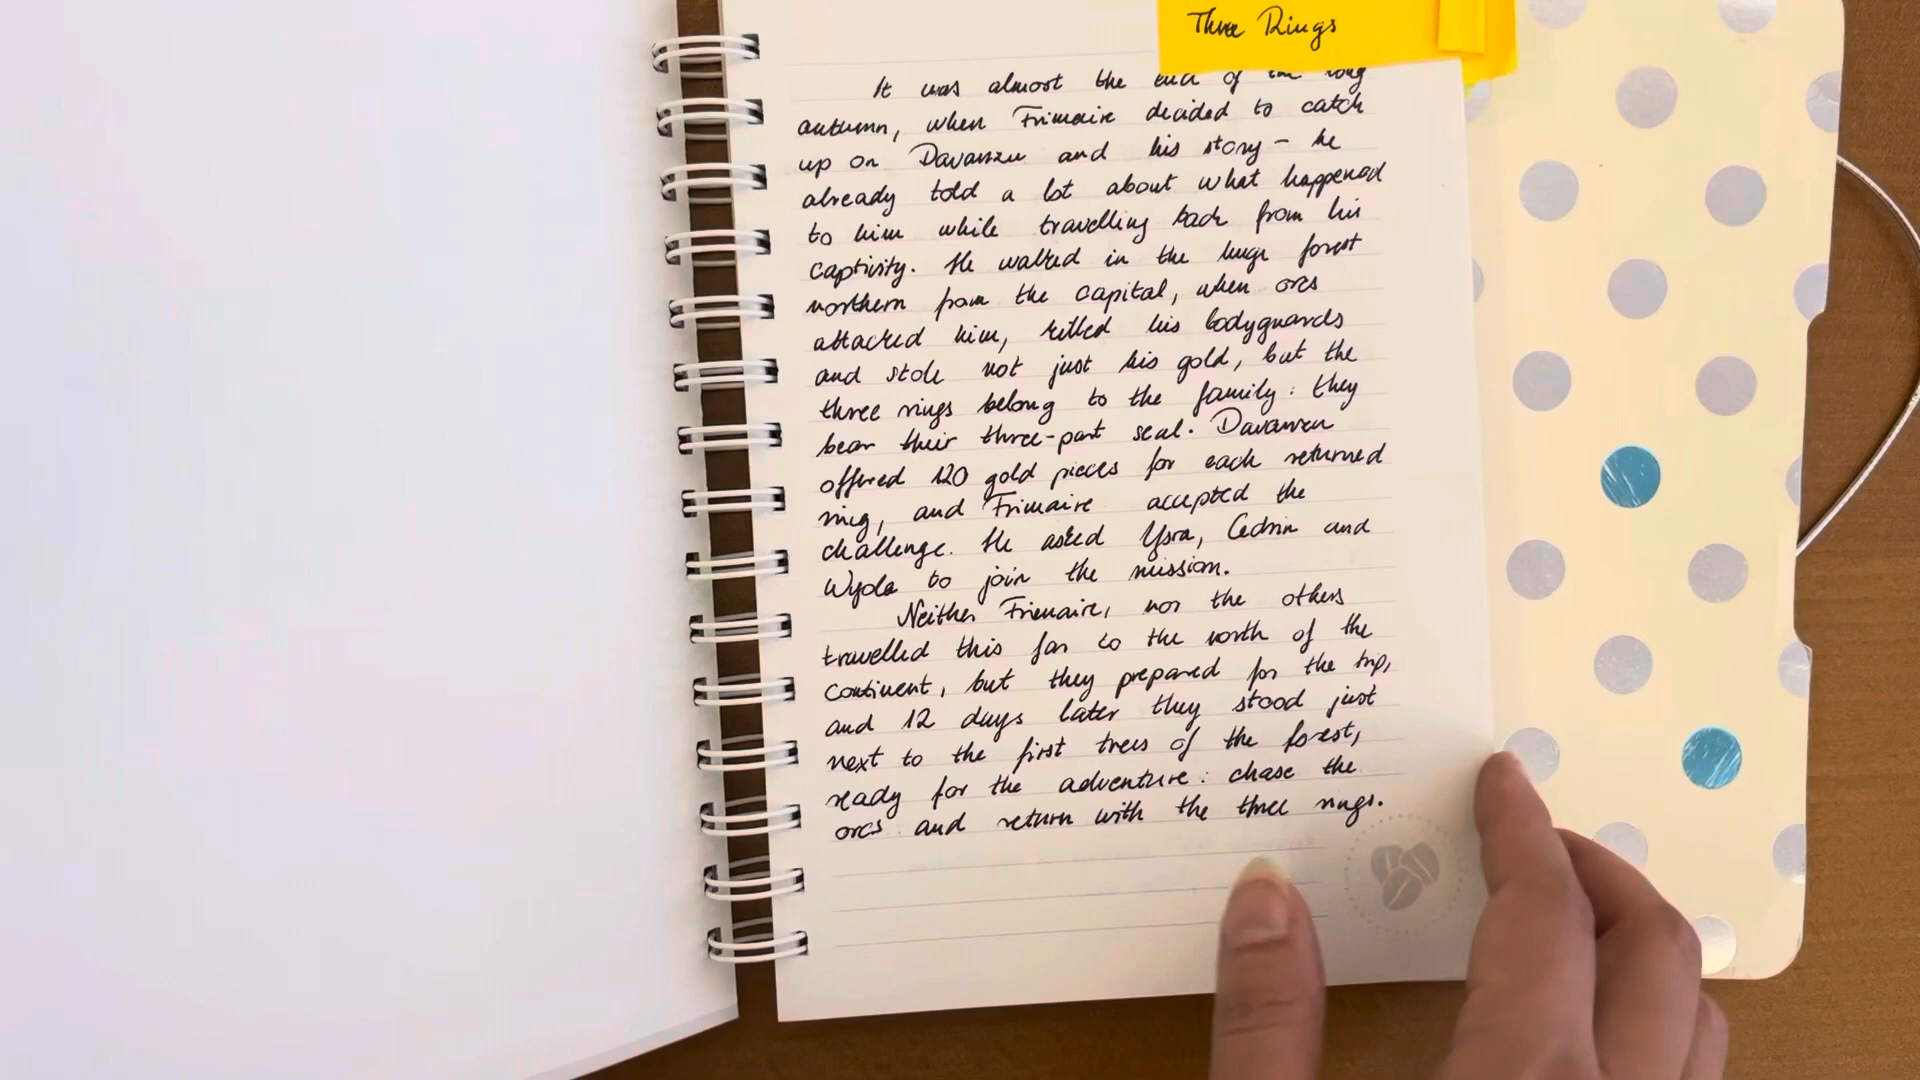 Three Rings
It was almost the end of the long
autumn, when Frimaire decided to catch
up on Davanzu and his story - he
already told a lot about what happened
to him while travelling back from his
captivity. He walked in the huge forest
northern from the capital, when orcs
attacked him, killed his bodyguards
and stole not just his gold, but the
three rings belong to the family: they
bear their three-part seal. Davanzu
offered 120 gold pieces for each returned
ring, and Frimaire accepted the
challenge. He asked Ysra, Cedrin and
Wyda to join the mission.
Neither Frimaire, nor the others
travelled this far to the north of the
continent, but they prepared for the trip,
and 12 days later they stood just
next to the first trees of the forest,
ready for the adventure: chase the
orcs and return with the three rings.